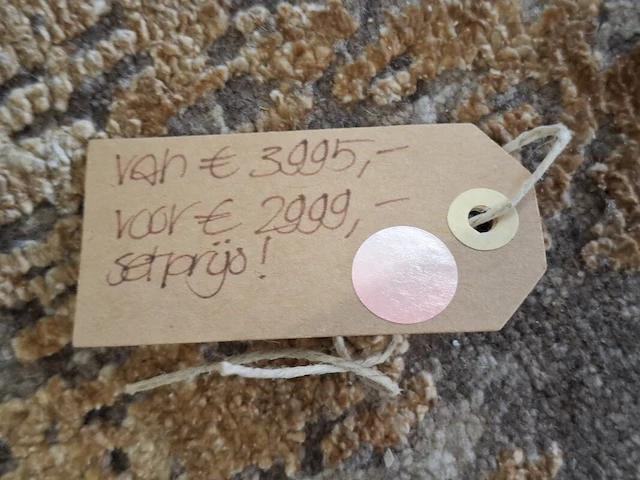 van € 3995,-
voor € 2999,-
setprijs!